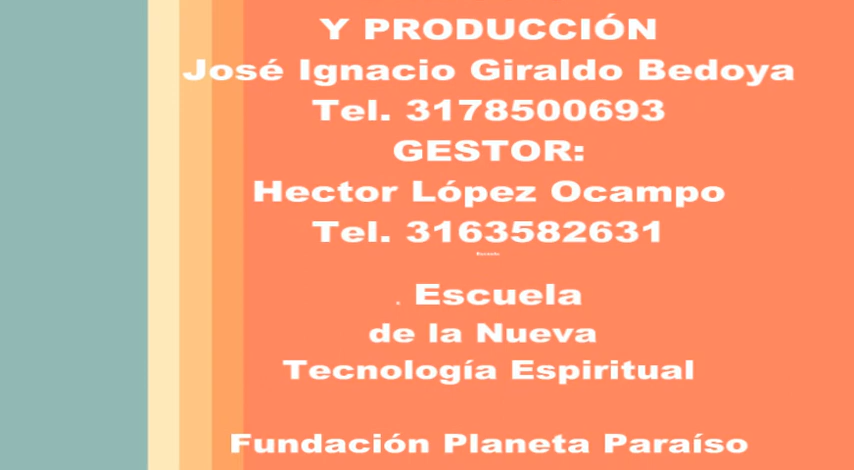 Y PRODUCCIÓN
José Ignacio Giraldo Bedoya
Tel. 3178500693
GESTOR:
Hector López Ocampo
Tel. 3163582631
. Escuela
de la Nueva
Tecnología Espiritual
Fundación Planeta Paraíso